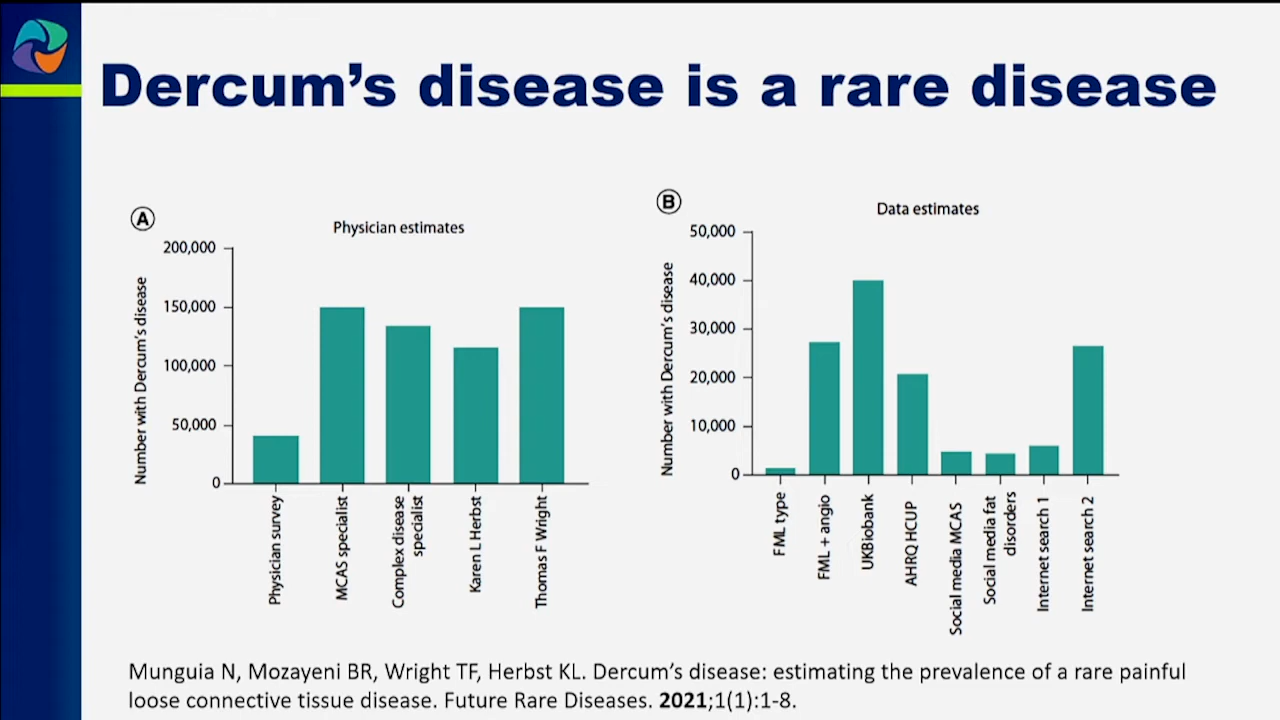 Dercum’s disease is a rare disease
A
Physician estimates
Number with Dercum’s disease
200,000
150,000
100,000
50,000
0
Physician survey
MCAS specialist
Complex disease
specialist
Karen L Herbst
Thomas F Wright
B
Data estimates
Number with Dercum’s disease
50,000
40,000
30,000
20,000
10,000
0
FML type
FML + angio
UKBiobank
AHRQ HCUP
Social media MCAS
Social media fat
disorders
Internet search 1
Internet search 2
Munguia N, Mozayeni BR, Wright TF, Herbst KL. Dercum’s disease: estimating the prevalence of a rare painful
loose connective tissue disease. Future Rare Diseases. 2021;1(1):1-8.